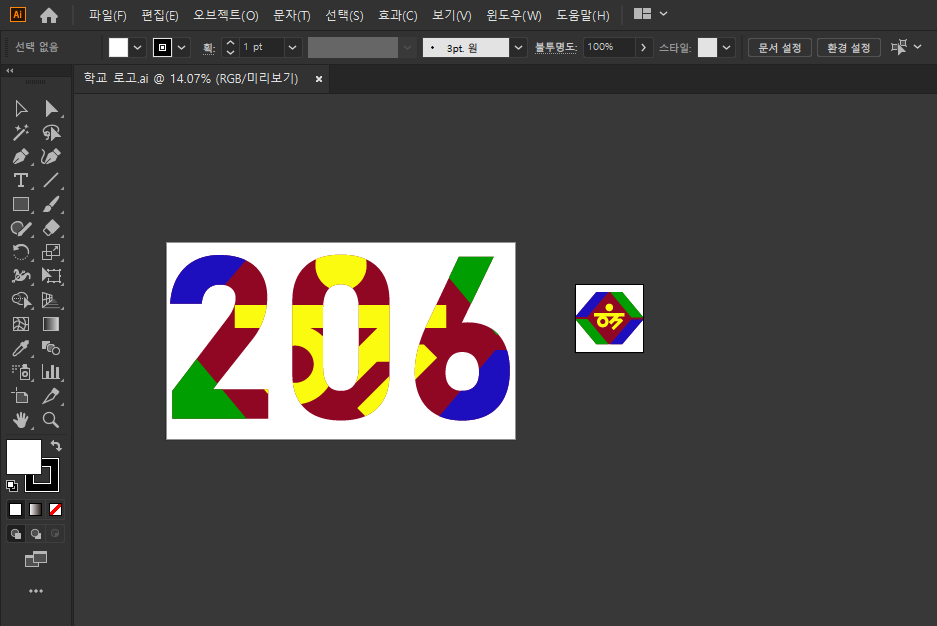 Ai 파일(F) 편집(E) 오브젝트(O) 문자(T) 선택(S) 효과(C) 보기(V) 윈도우(W) 도움말(H)
선택 없음 획: 1 pt 3pt. 원 불투명도: 100% 스타일: 문서 설정 환경 설정
학교 로고.ai @ 14.07% (RGB/미리보기) ×
206